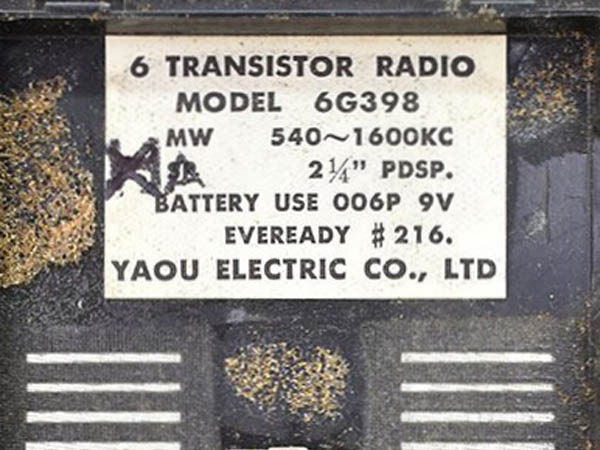 6 TRANSISTOR RADIO
MODEL 6G398
MW 540~1600KC
SP. 2¼" PDSP.
BATTERY USE 006P 9V
EVEREADY #216.
YAOU ELECTRIC CO., LTD